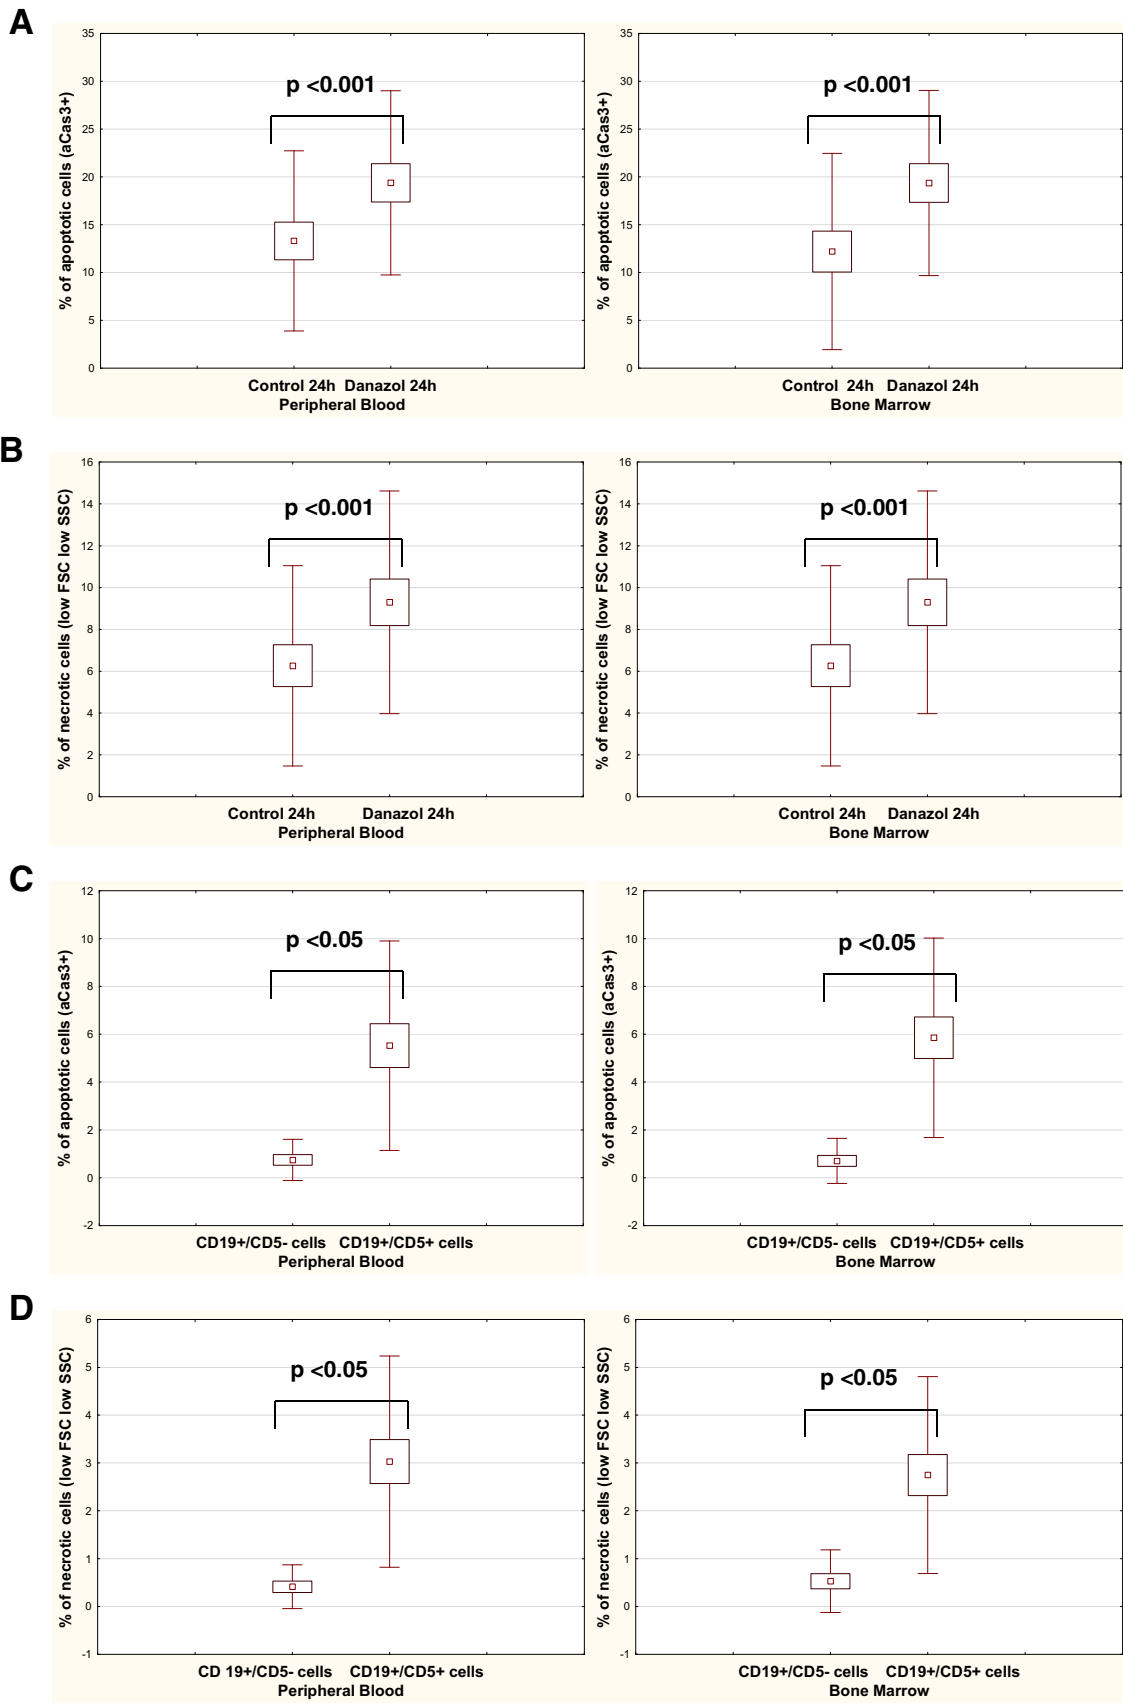 A
% of apoptotic cells (aCas3+)
35
30
25
20
15
10
5
0
p <0.001
Control 24h Danazol 24h
Peripheral Blood
% of apoptotic cells (aCas3+)
35
30
25
20
15
10
5
0
p <0.001
Control 24h Danazol 24h
Bone Marrow
B
% of necrotic cells (low FSC low SSC)
16
14
12
10
8
6
4
2
0
p <0.001
Control 24h Danazol 24h
Peripheral Blood
% of necrotic cells (low FSC low SSC)
16
14
12
10
8
6
4
2
0
p <0.001
Control 24h Danazol 24h
Bone Marrow
C
% of apoptotic cells (aCas3+)
12
10
8
6
4
2
0
-2
p <0.05
CD19+/CD5- cells CD19+/CD5+ cells
Peripheral Blood
% of apoptotic cells (aCas3+)
12
10
8
6
4
2
0
-2
p <0.05
CD19+/CD5- cells CD19+/CD5+ cells
Bone Marrow
D
% of necrotic cells (low FSC low SSC)
6
5
4
3
2
1
0
-1
p <0.05
CD 19+/CD5- cells CD19+/CD5+ cells
Peripheral Blood
% of necrotic cells (low FSC low SSC)
6
5
4
3
2
1
0
-1
p <0.05
CD19+/CD5- cells CD19+/CD5+ cells
Bone Marrow